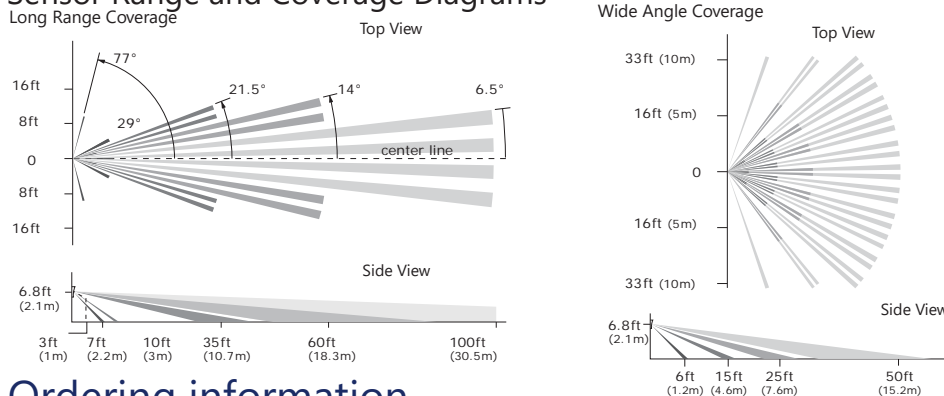 Sensor Range and Coverage Diagrams
Long Range Coverage
Top View
77°
16ft
21.5°
14°
6.5°
8ft
29°
0
center line
8ft
16ft
Side View
6.8ft
(2.1m)
3ft 7ft 10ft 35ft 60ft 100ft
(1m) (2.2m) (3m) (10.7m) (18.3m) (30.5m)
Wide Angle Coverage
Top View
33ft (10m)
16ft (5m)
0
16ft (5m)
33ft (10m)
Side View
6.8ft
(2.1m)
6ft 15ft 25ft 50ft
(1.2m) (4.6m) (7.6m) (15.2m)
Ordering information